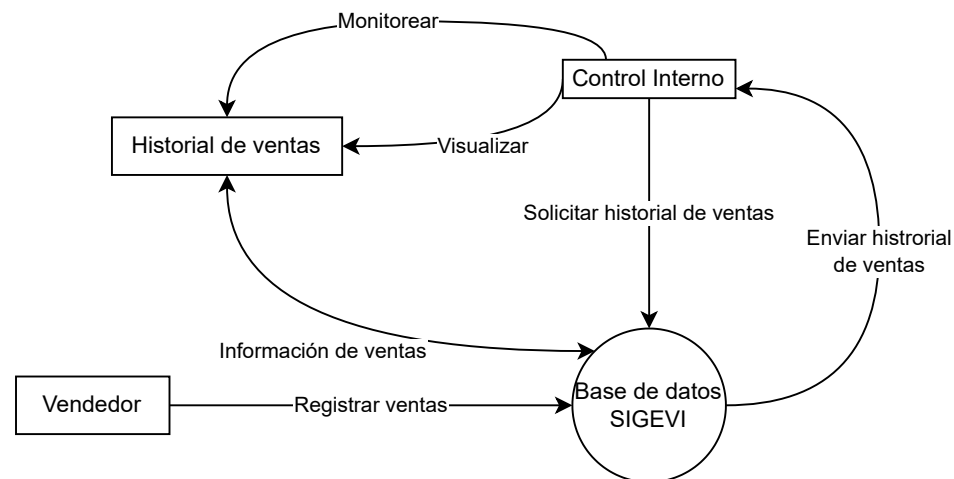 Monitorear
Control Interno
Historial de ventas
Visualizar
Solicitar historial de ventas
Enviar histrorial
de ventas
Información de ventas
Vendedor
Registrar ventas
Base de datos
SIGEVI